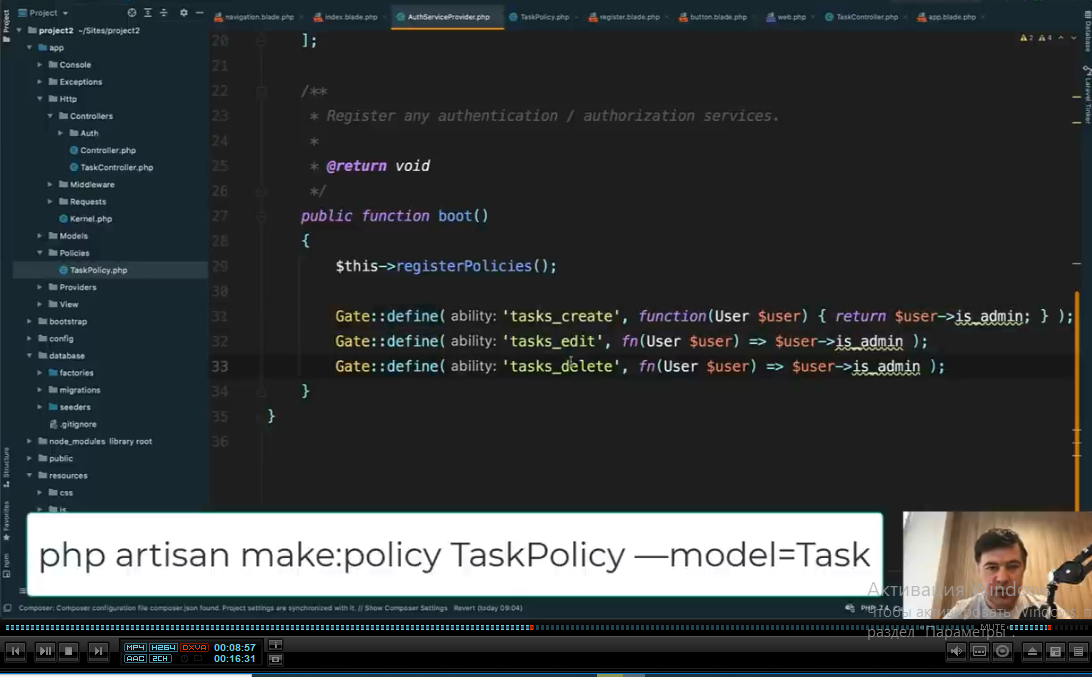 Project
navigation.blade.php
index.blade.php
AuthServiceProvider.php
TaskPolicy.php
register.blade.php
button.blade.php
web.php
TaskController.php
app.blade.php
Project
Structure
Favorites
npm
Database
Laravel Tinker
project2 ~/Sites/project2
app
Console
Exceptions
Http
Controllers
Auth
Controller.php
TaskController.php
Middleware
Requests
Kernel.php
Models
Policies
TaskPolicy.php
Providers
View
bootstrap
config
database
factories
migrations
seeders
.gitignore
node_modules library root
public
resources
css
js
2 4
20 ];
21
22 /**
23 * Register any authentication / authorization services.
24 *
25 * @return void
26 */
27 public function boot()
28 {
29 $this->registerPolicies();
30
31 Gate::define( ability: 'tasks_create', function(User $user) { return $user->is_admin; } );
32 Gate::define( ability: 'tasks_edit', fn(User $user) => $user->is_admin );
33 Gate::define( ability: 'tasks_delete', fn(User $user) => $user->is_admin );
34 }
35 }
36
php artisan make:policy TaskPolicy —model=Task
Composer: Composer configuration file composer.json found. Project settings are synchronized with it. // Show Composer Settings Revert (today 09:04)
PHP: 7.4
Активация Windows
Чтобы активировать Windows
раздел "Параметры".
MP4 H264 DXVA 00:08:57
AAC 2CH 00:16:31
MUTE